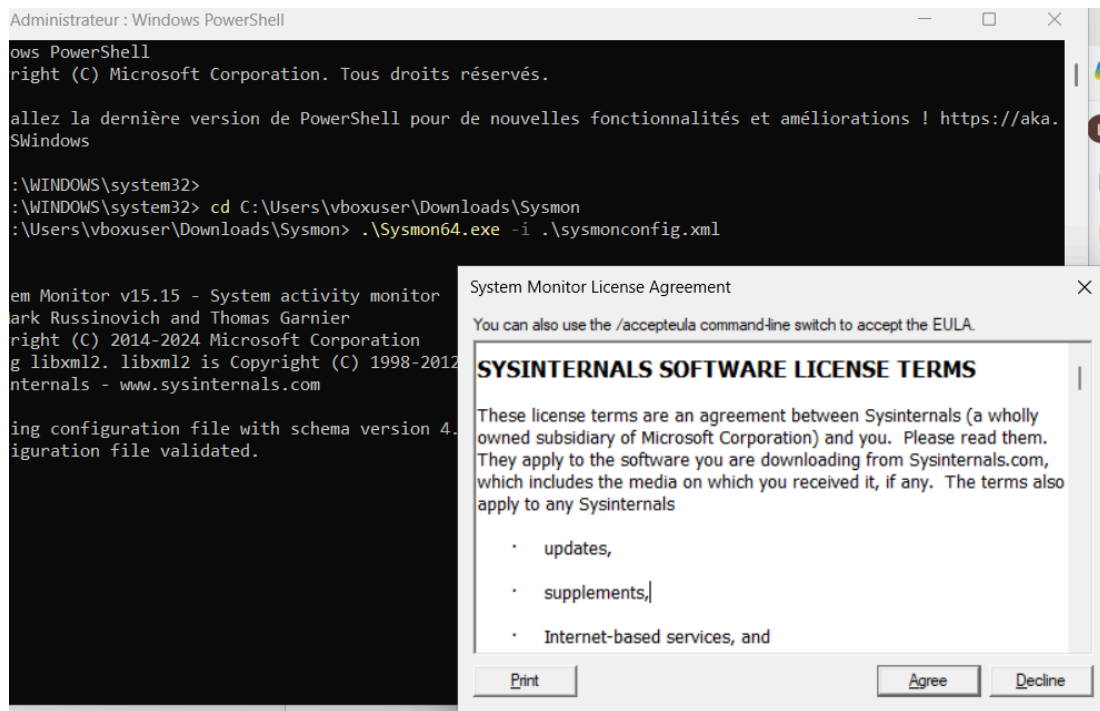 Administrateur : Windows PowerShell
ows PowerShell
right (C) Microsoft Corporation. Tous droits réservés.
allez la dernière version de PowerShell pour de nouvelles fonctionnalités et améliorations ! https://aka.
SWindows
:\WINDOWS\system32>
:\WINDOWS\system32> cd C:\Users\vboxuser\Downloads\Sysmon
:\Users\vboxuser\Downloads\Sysmon> .\Sysmon64.exe -i .\sysmonconfig.xml
em Monitor v15.15 - System activity monitor
ark Russinovich and Thomas Garnier
right (C) 2014-2024 Microsoft Corporation
g libxml2. libxml2 is Copyright (C) 1998-2012
nternals - www.sysinternals.com
ing configuration file with schema version 4.
iguration file validated.
System Monitor License Agreement
You can also use the /accepteula command-line switch to accept the EULA.
SYSINTERNALS SOFTWARE LICENSE TERMS
These license terms are an agreement between Sysinternals (a wholly
owned subsidiary of Microsoft Corporation) and you. Please read them.
They apply to the software you are downloading from Sysinternals.com,
which includes the media on which you received it, if any. The terms also
apply to any Sysinternals
· updates,
· supplements,
· Internet-based services, and
Print
Agree
Decline